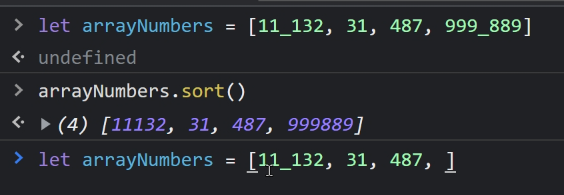 > let arrayNumbers = [11_132, 31, 487, 999_889]
<· undefined
> arrayNumbers.sort()
<· ▶ (4) [11132, 31, 487, 999889]
> let arrayNumbers = [11_132, 31, 487, ]